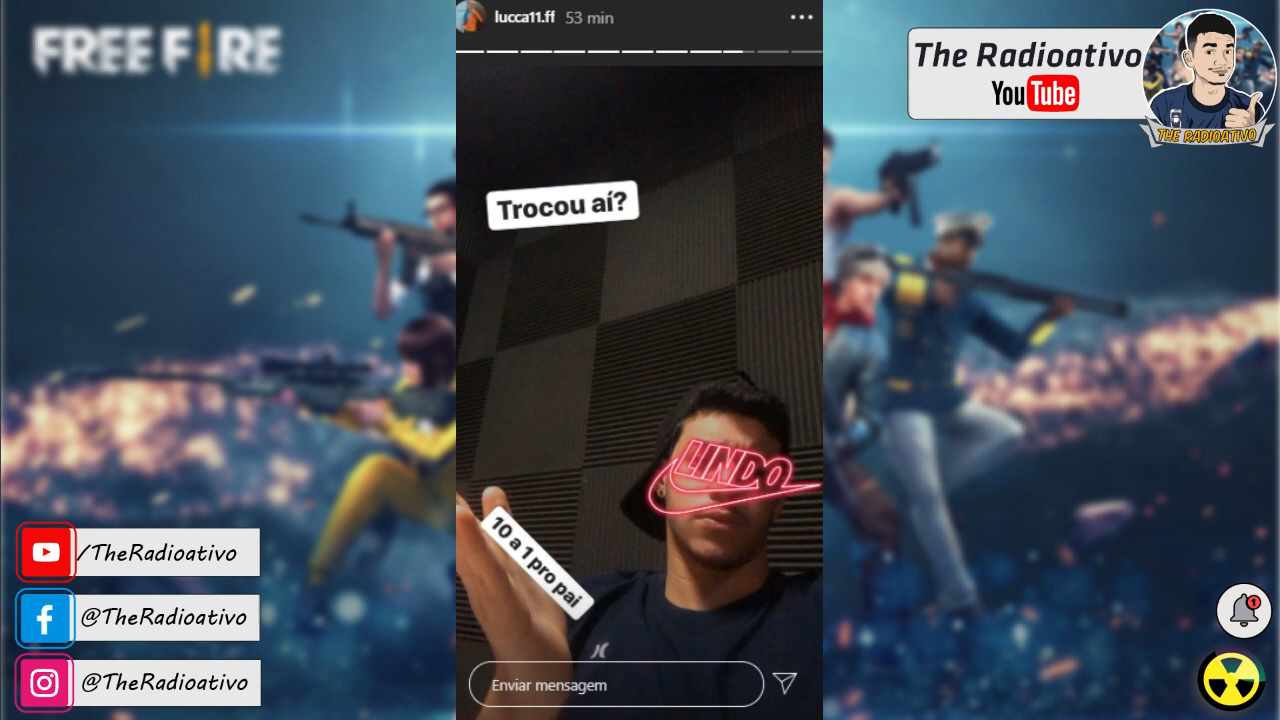 FREE FIRE
lucca11.ff 53 min
The Radioativo
YouTube
THE RADIOATIVO
Trocou aí?
LINDO
10 a 1 pro pai
/TheRadioativo
@TheRadioativo
@TheRadioativo
1
Enviar mensagem